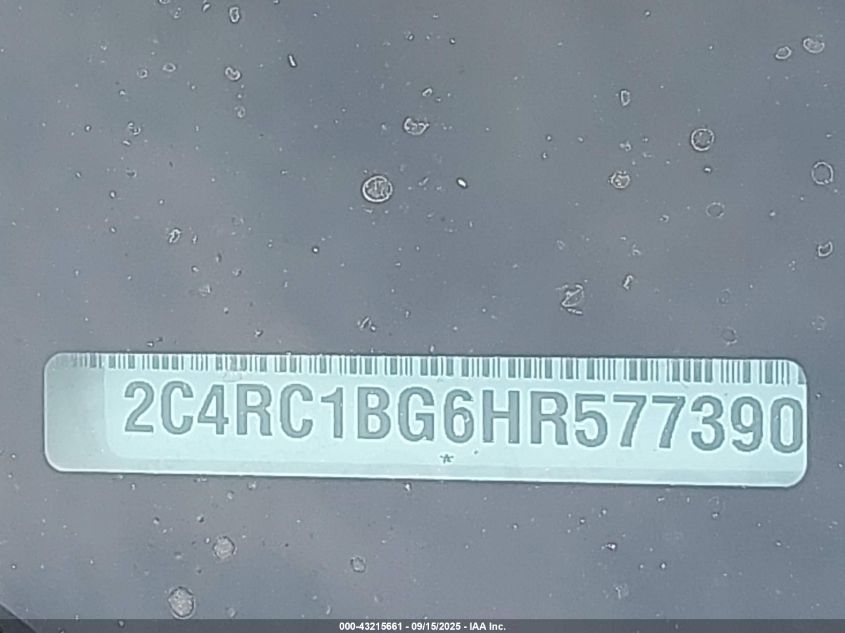 2C4RC1BG6HR577390
*
000-43215661 - 09/15/2025 - IAA Inc.